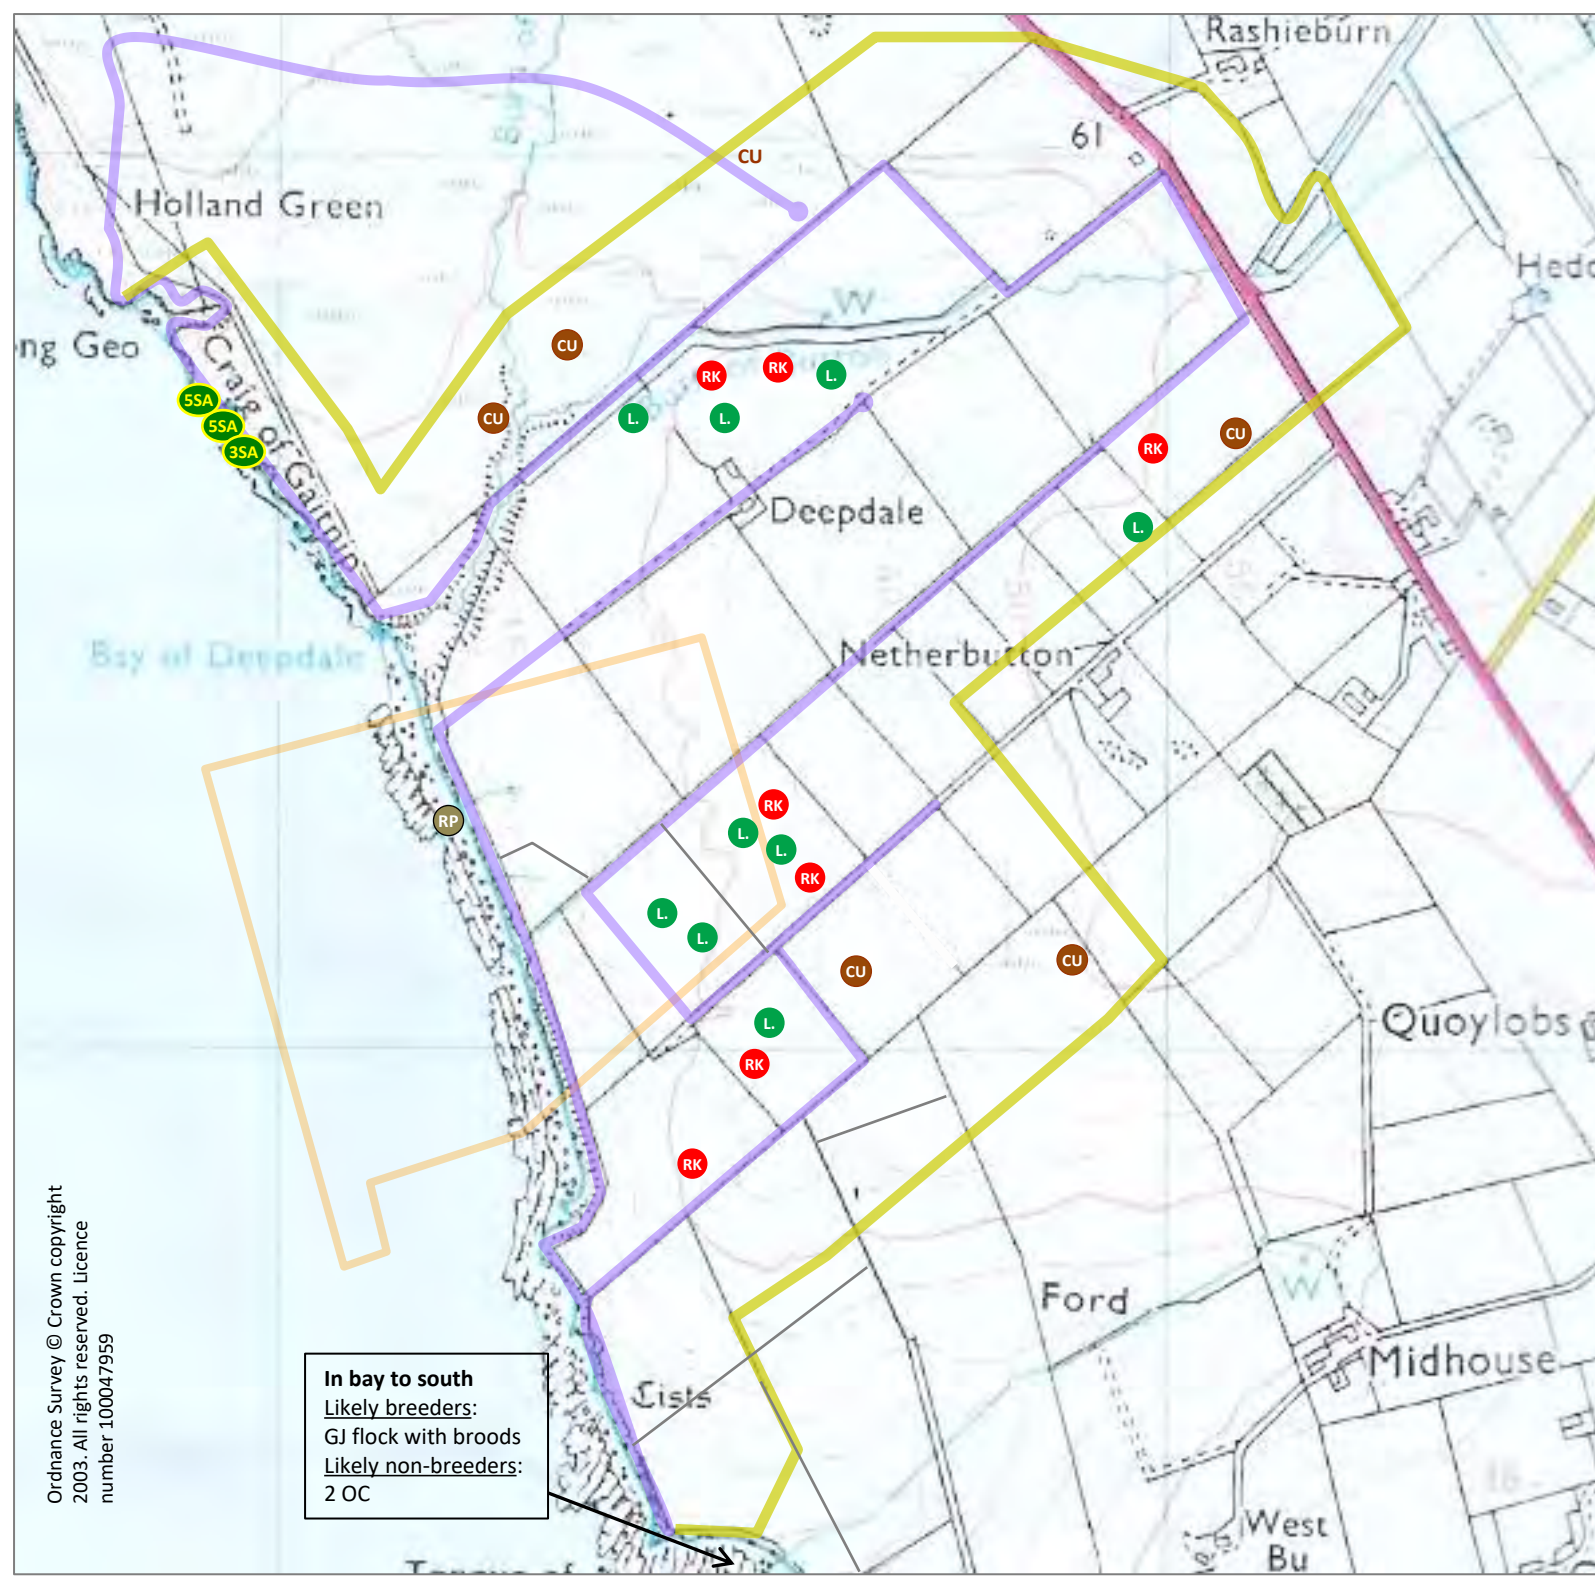 Rashieburn
61
CU
Holland Green
Hedd
W
ong Geo
CU
RK
RK
L.
5SA
Craig of Gairnip
CU
L.
L.
5SA
CU
3SA
RK
Deepdale
L.
Bay of Deepdale
Netherbutton
RK
RP
L.
L.
RK
L.
L.
CU
CU
L.
Quoylobs
RK
RK
Ford
W
Midhouse
Cists
In bay to south
Likely breeders:
GJ flock with broods
Likely non-breeders:
2 OC
Ordnance Survey © Crown copyright
2003. All rights reserved. Licence
number 100047959
West
Bu